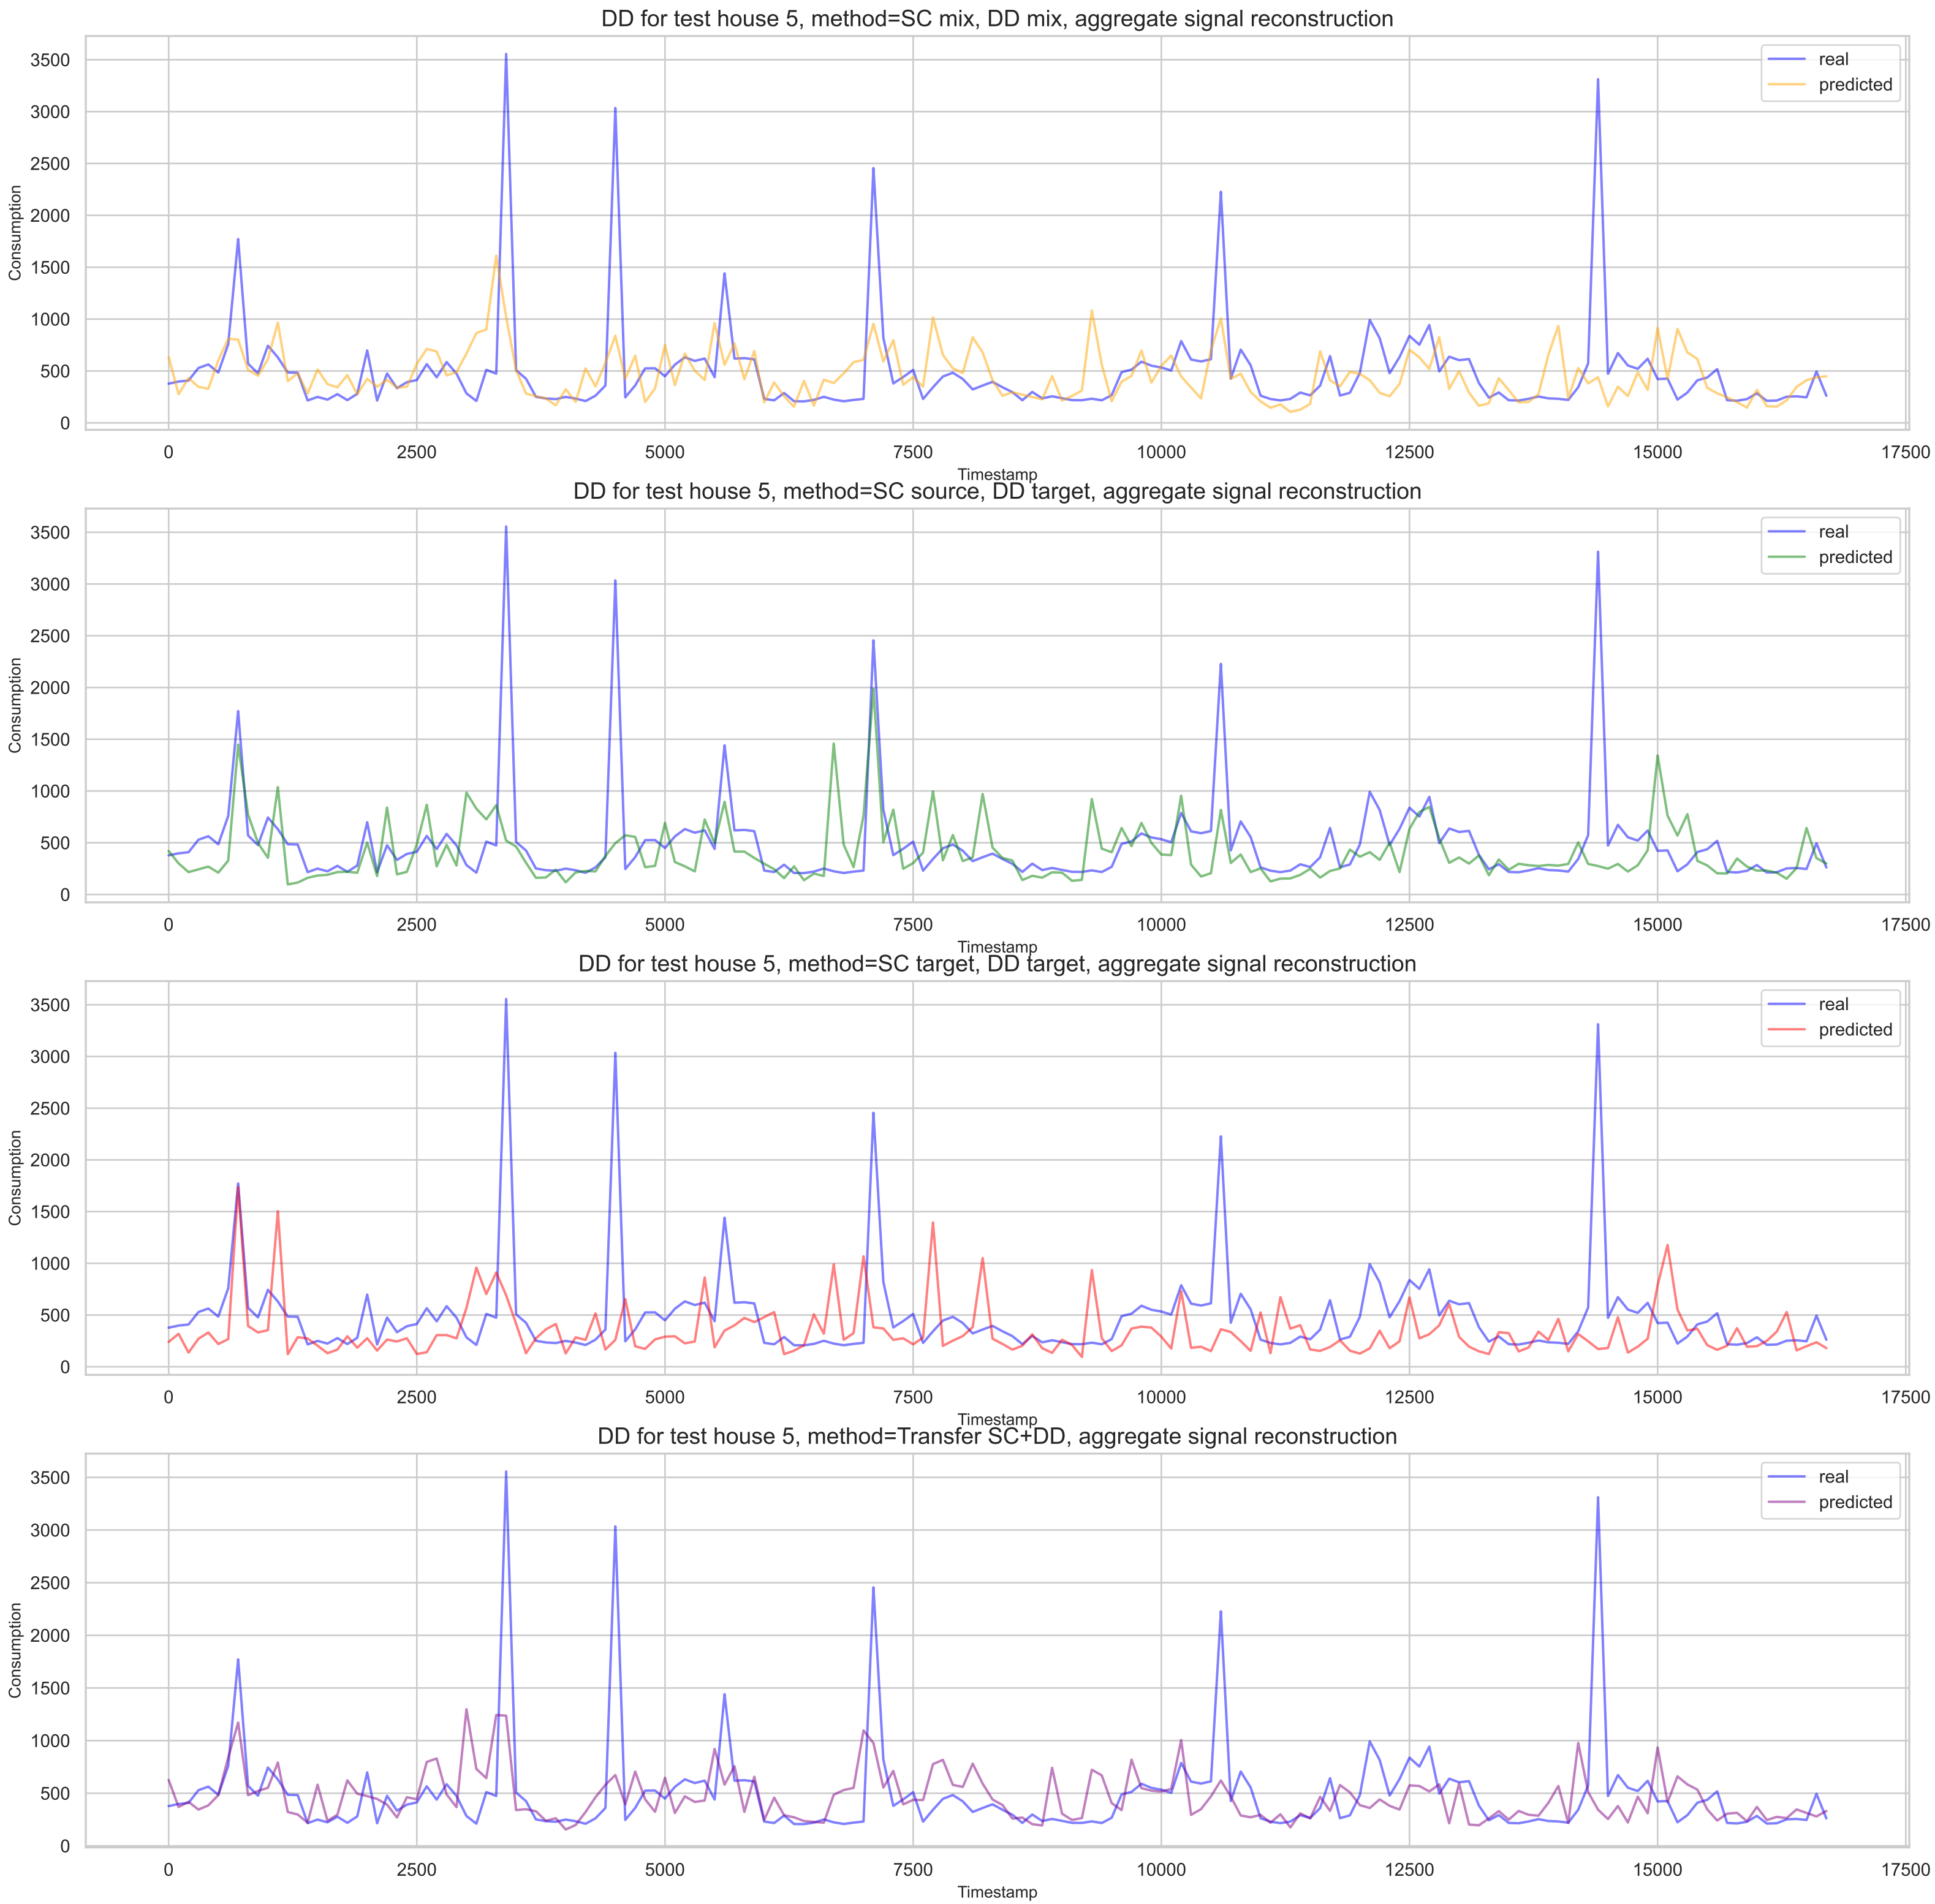 DD for test house 5, method=SC mix, DD mix, aggregate signal reconstruction
3500
3000
2500
2000
1500
1000
500
0
Consumption
real
predicted
0 2500 5000 7500 10000 12500 15000 17500
Timestamp
DD for test house 5, method=SC source, DD target, aggregate signal reconstruction
3500
3000
2500
2000
1500
1000
500
0
Consumption
real
predicted
0 2500 5000 7500 10000 12500 15000 17500
Timestamp
DD for test house 5, method=SC target, DD target, aggregate signal reconstruction
3500
3000
2500
2000
1500
1000
500
0
Consumption
real
predicted
0 2500 5000 7500 10000 12500 15000 17500
Timestamp
DD for test house 5, method=Transfer SC+DD, aggregate signal reconstruction
3500
3000
2500
2000
1500
1000
500
0
Consumption
real
predicted
0 2500 5000 7500 10000 12500 15000 17500
Timestamp